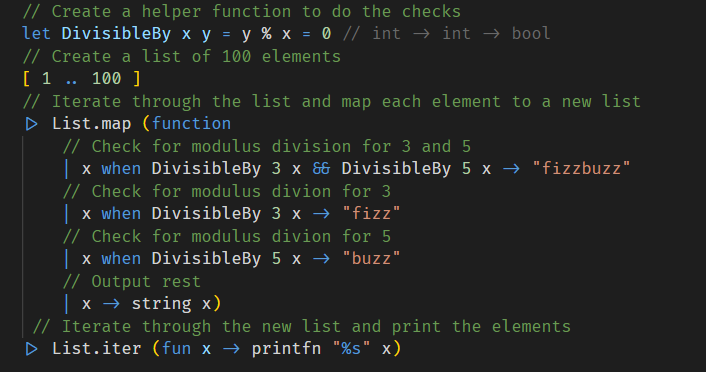 // Create a helper function to do the checks
let DivisibleBy x y = y % x = 0 // int -> int -> bool
// Create a list of 100 elements
[ 1 .. 100 ]
// Iterate through the list and map each element to a new list
|> List.map (function
// Check for modulus division for 3 and 5
| x when DivisibleBy 3 x && DivisibleBy 5 x -> "fizzbuzz"
// Check for modulus divion for 3
| x when DivisibleBy 3 x -> "fizz"
// Check for modulus divion for 5
| x when DivisibleBy 5 x -> "buzz"
// Output rest
| x -> string x)
// Iterate through the new list and print the elements
|> List.iter (fun x -> printfn "%s" x)